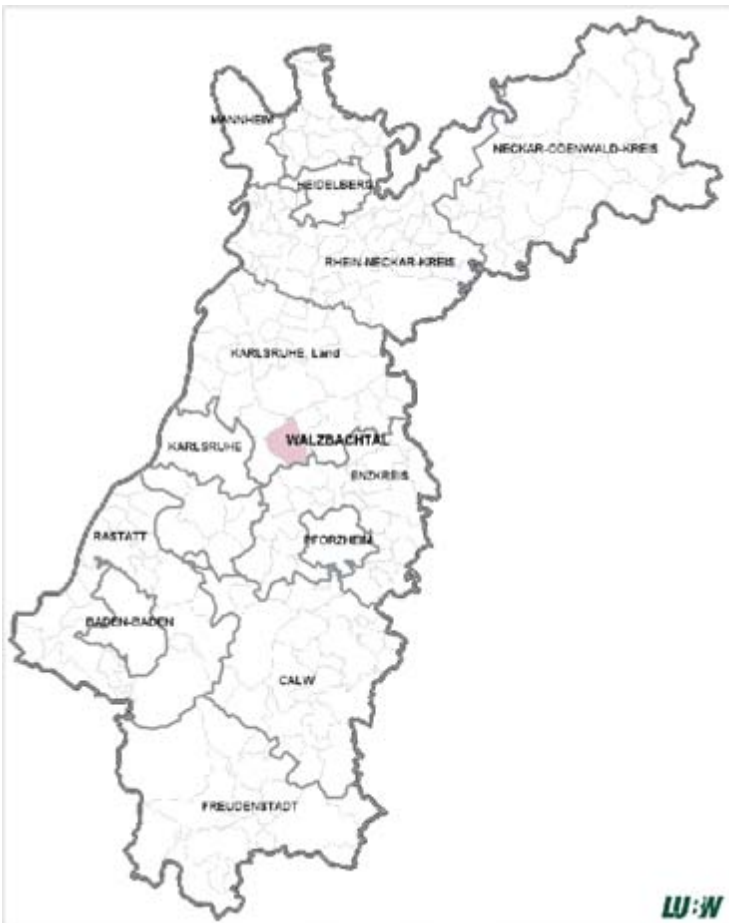 MANNHEIM
NECKAR-ODENWALD-KREIS
HEIDELBERG
RHEIN-NECKAR-KREIS
KARLSRUHE, Land
KARLSRUHE
WALZBACHTAL
ENZKREIS
RASTATT
PFORZHEIM
BADEN-BADEN
CALW
FREUDENSTADT
LUBW